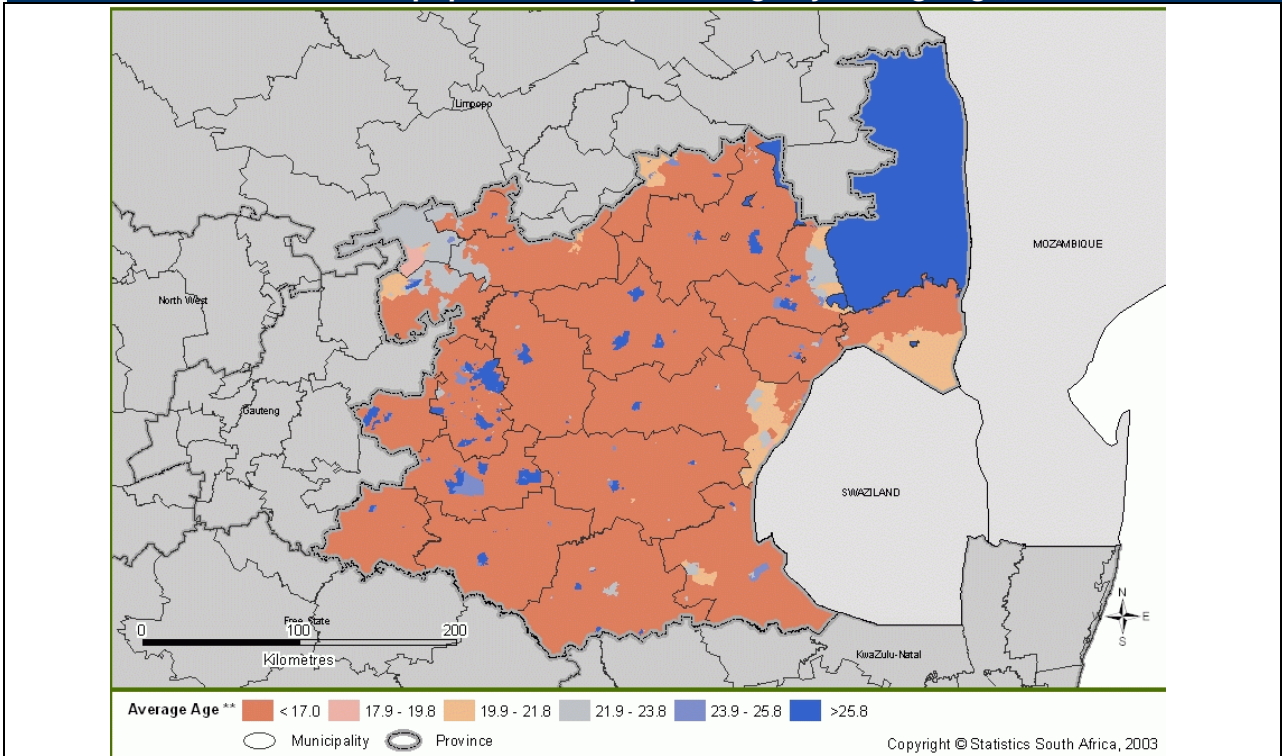 Limpopo
MOZAMBIQUE
North West
Gauteng
SWAZILAND
Free State
0 100 200
Kilometres
KwaZulu-Natal
N
W E
S
Average Age ** < 17.0 17.9 - 19.8 19.9 - 21.8 21.9 - 23.8 23.9 - 25.8 >25.8
Municipality Province
Copyright © Statistics South Africa, 2003